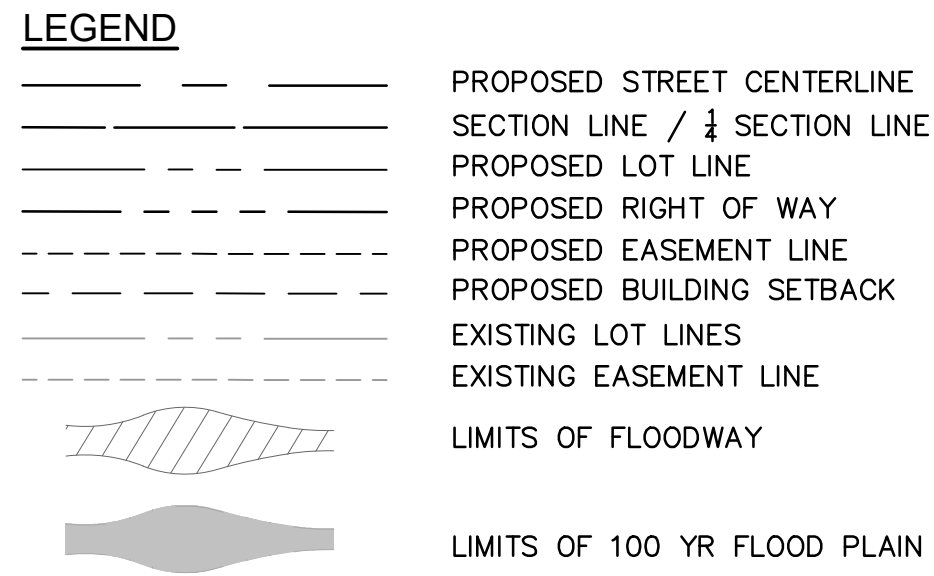 LEGEND
PROPOSED STREET CENTERLINE
SECTION LINE / 1/4 SECTION LINE
PROPOSED LOT LINE
PROPOSED RIGHT OF WAY
PROPOSED EASEMENT LINE
PROPOSED BUILDING SETBACK
EXISTING LOT LINES
EXISTING EASEMENT LINE
LIMITS OF FLOODWAY
LIMITS OF 100 YR FLOOD PLAIN